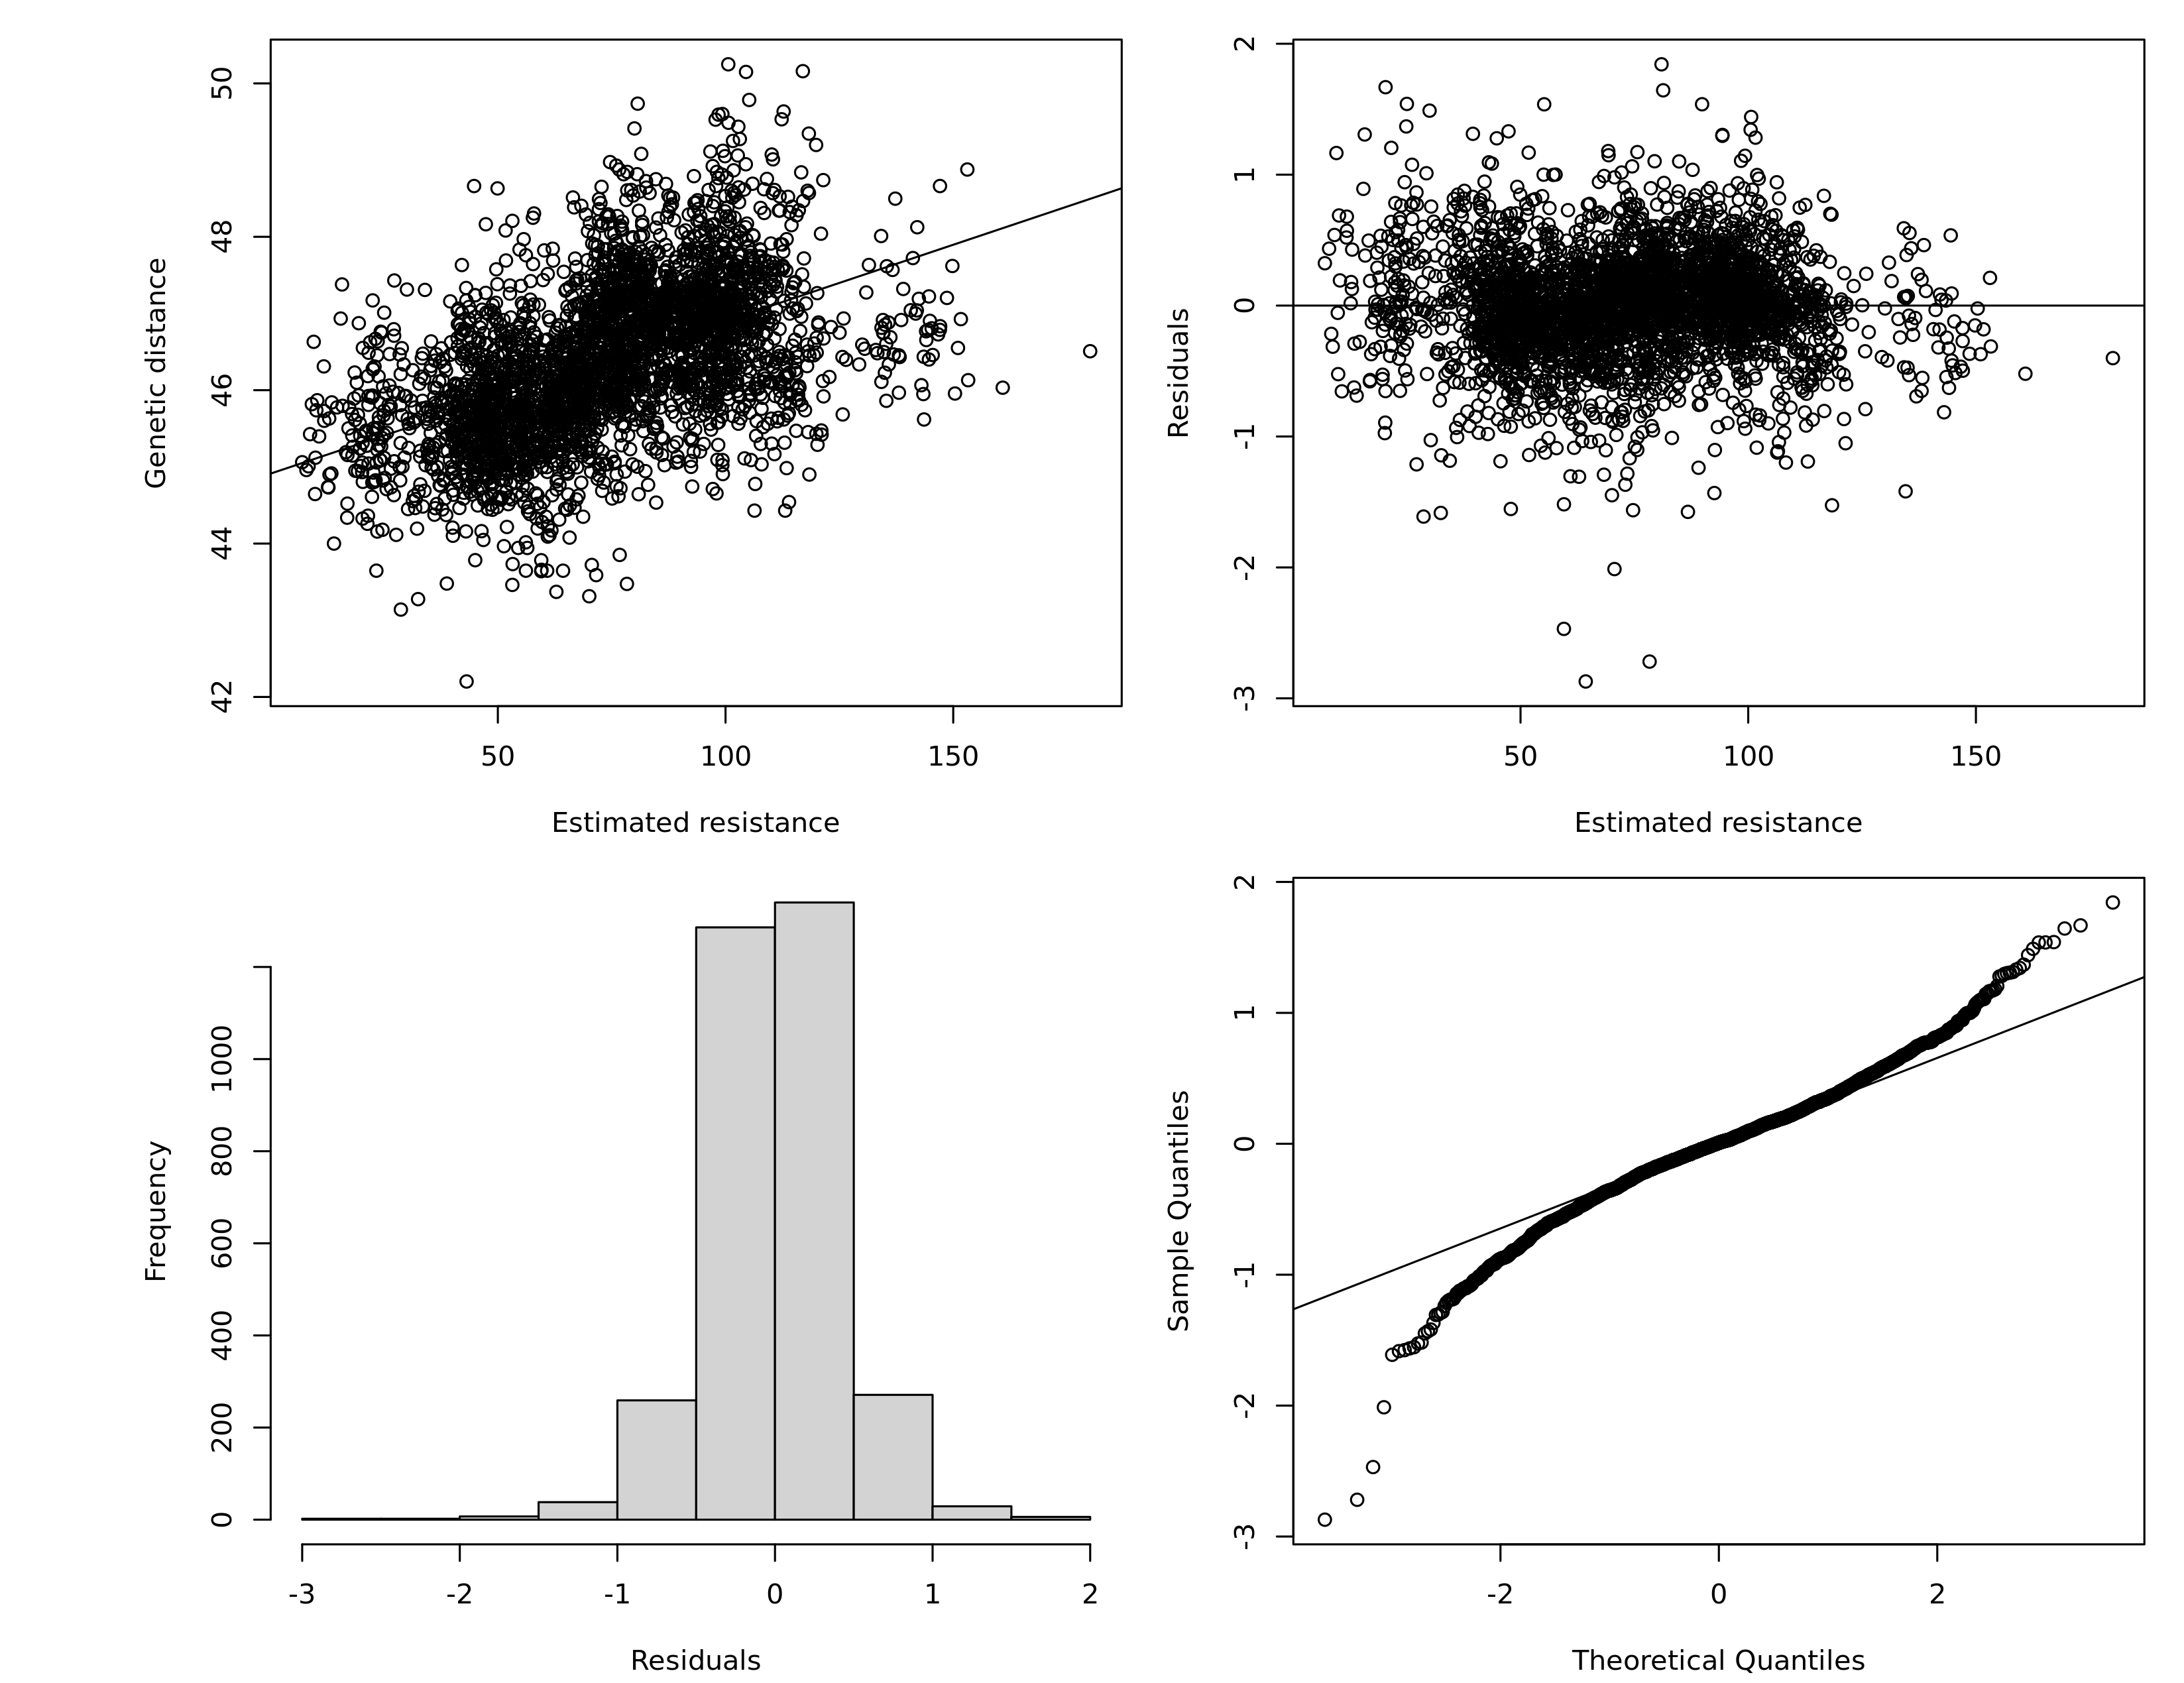 50
48
46
44
42
Genetic distance
50 100 150
Estimated resistance
2
1
0
-1
-2
-3
Residuals
50 100 150
Estimated resistance
1000
800
600
400
200
0
Frequency
-3 -2 -1 0 1 2
Residuals
2
1
0
-1
-2
-3
Sample Quantiles
-2 0 2
Theoretical Quantiles